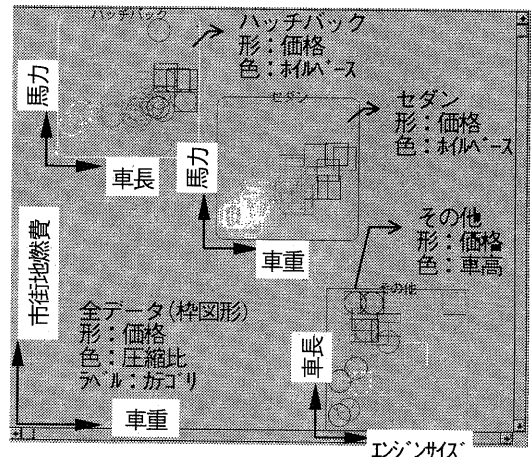 ハッチバック
ハッチバック
形：価格
色：ホイルベース
馬力
車長
セダン
セダン
形：価格
色：ホイルベース
馬力
車重
その他
形：価格
色：車高
その他
車長
エンジンサイズ
市街地燃費
全データ(枠図形)
形：価格
色：圧縮比
ラベル：カテゴリ
車重